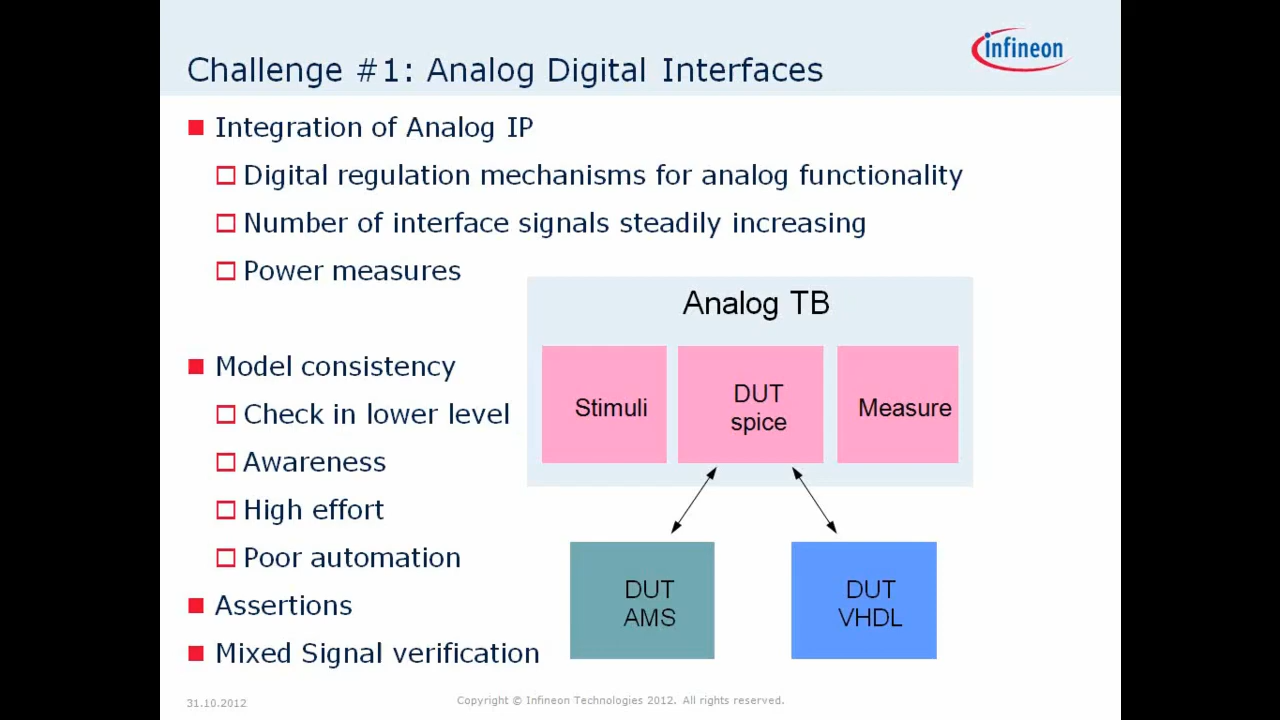 Challenge #1: Analog Digital Interfaces
infineon
Integration of Analog IP
Digital regulation mechanisms for analog functionality
Number of interface signals steadily increasing
Power measures
Model consistency
Check in lower level
Awareness
High effort
Poor automation
Assertions
Mixed Signal verification
Analog TB
Stimuli
DUT
spice
Measure
DUT
AMS
DUT
VHDL
31.10.2012
Copyright © Infineon Technologies 2012. All rights reserved.